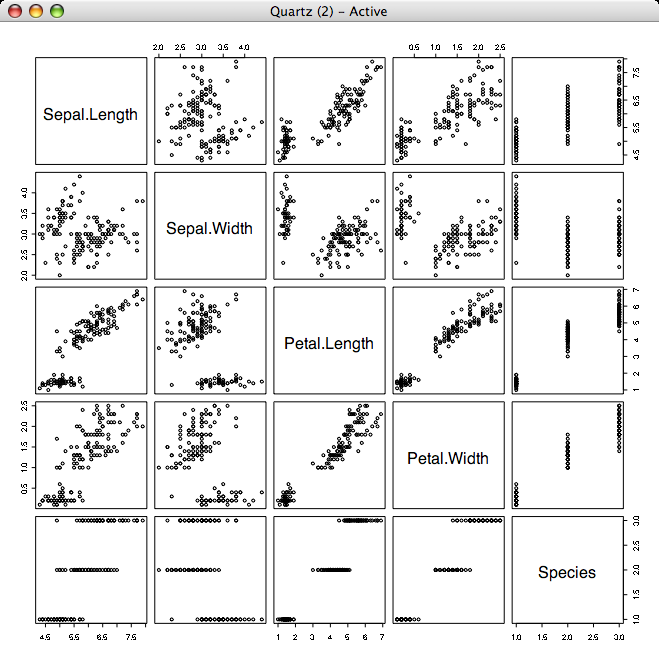 Quartz (2) - Active
2.0 2.5 3.0 3.5 4.0
0.5 1.0 1.5 2.0 2.5
Sepal.Length
4.5 5.5 6.5 7.5
2.0 2.5 3.0 3.5 4.0
Sepal.Width
Petal.Length
1 2 3 4 5 6 7
0.5 1.0 1.5 2.0 2.5
Petal.Width
Species
1.0 1.5 2.0 2.5 3.0
4.5 5.5 6.5 7.5
1 2 3 4 5 6 7
1.0 1.5 2.0 2.5 3.0